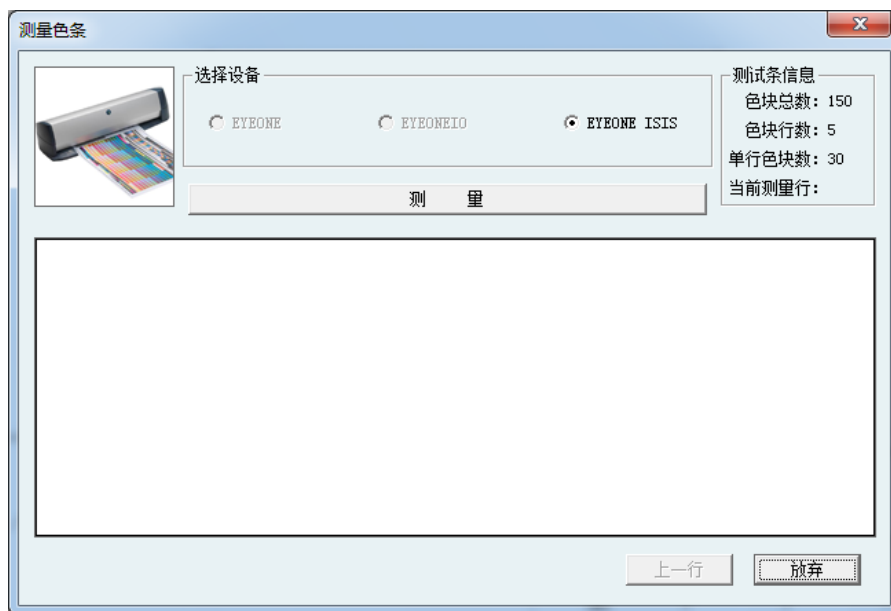 测量色条
选择设备
EYEONE
EYEONEIO
EYEONE ISIS
测 量
测试条信息
色块总数: 150
色块行数: 5
单行色块数: 30
当前测量行:
上一行
放弃